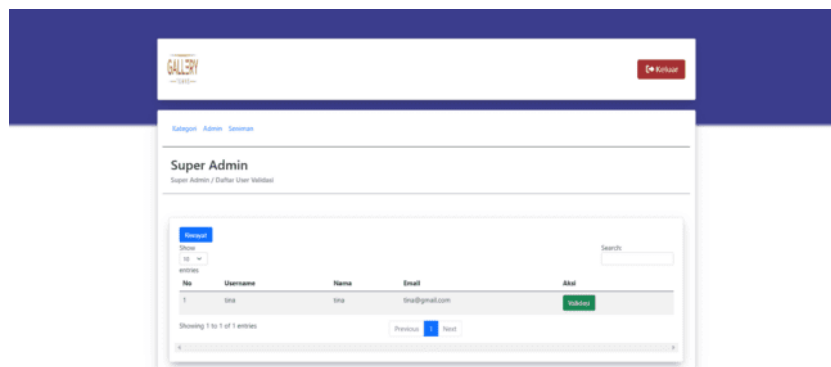 GALLERY
Keluar
Kategori Admin Seniman
Super Admin
Super Admin / Daftar User Validasi
Riwayat
Show
10
entries
Search:
No Username Nama Email Aksi
1 tina tina tina@gmail.com Validasi
Showing 1 to 1 of 1 entries
Previous 1 Next